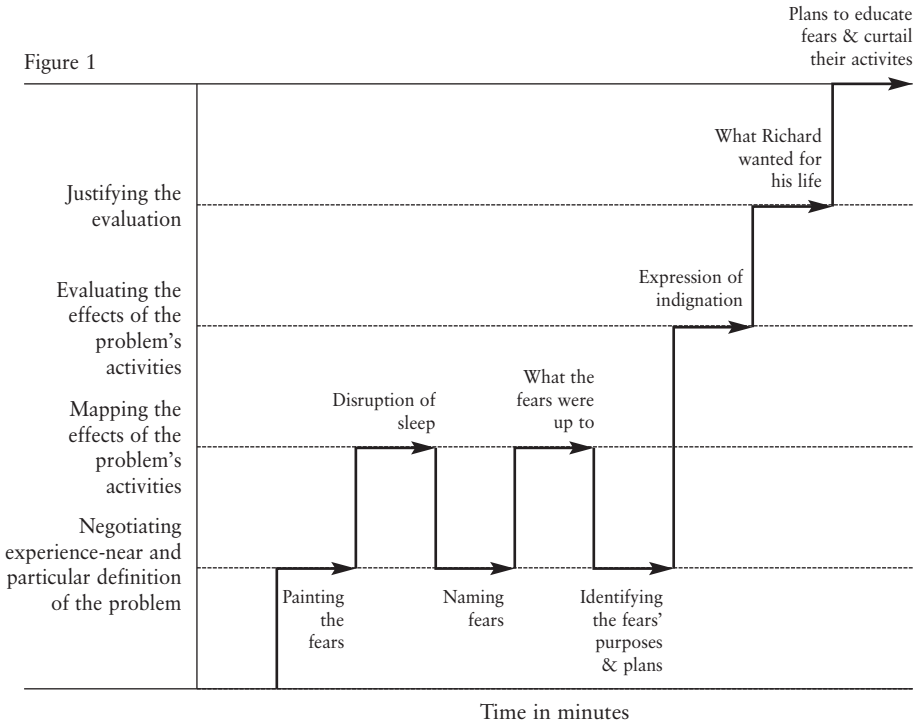 Plans to educate
fears & curtail
their activites
Figure 1
What Richard
wanted for
his life
Justifying the
evaluation
Expression of
indignation
Evaluating the
effects of the
problem's
activities
What the
fears were
up to
Disruption of
sleep
Mapping the
effects of the
problem's
activities
Negotiating
experience-near and
particular definition
of the problem
Painting
the
fears
Naming
fears
Identifying
the fears'
purposes
& plans
Time in minutes